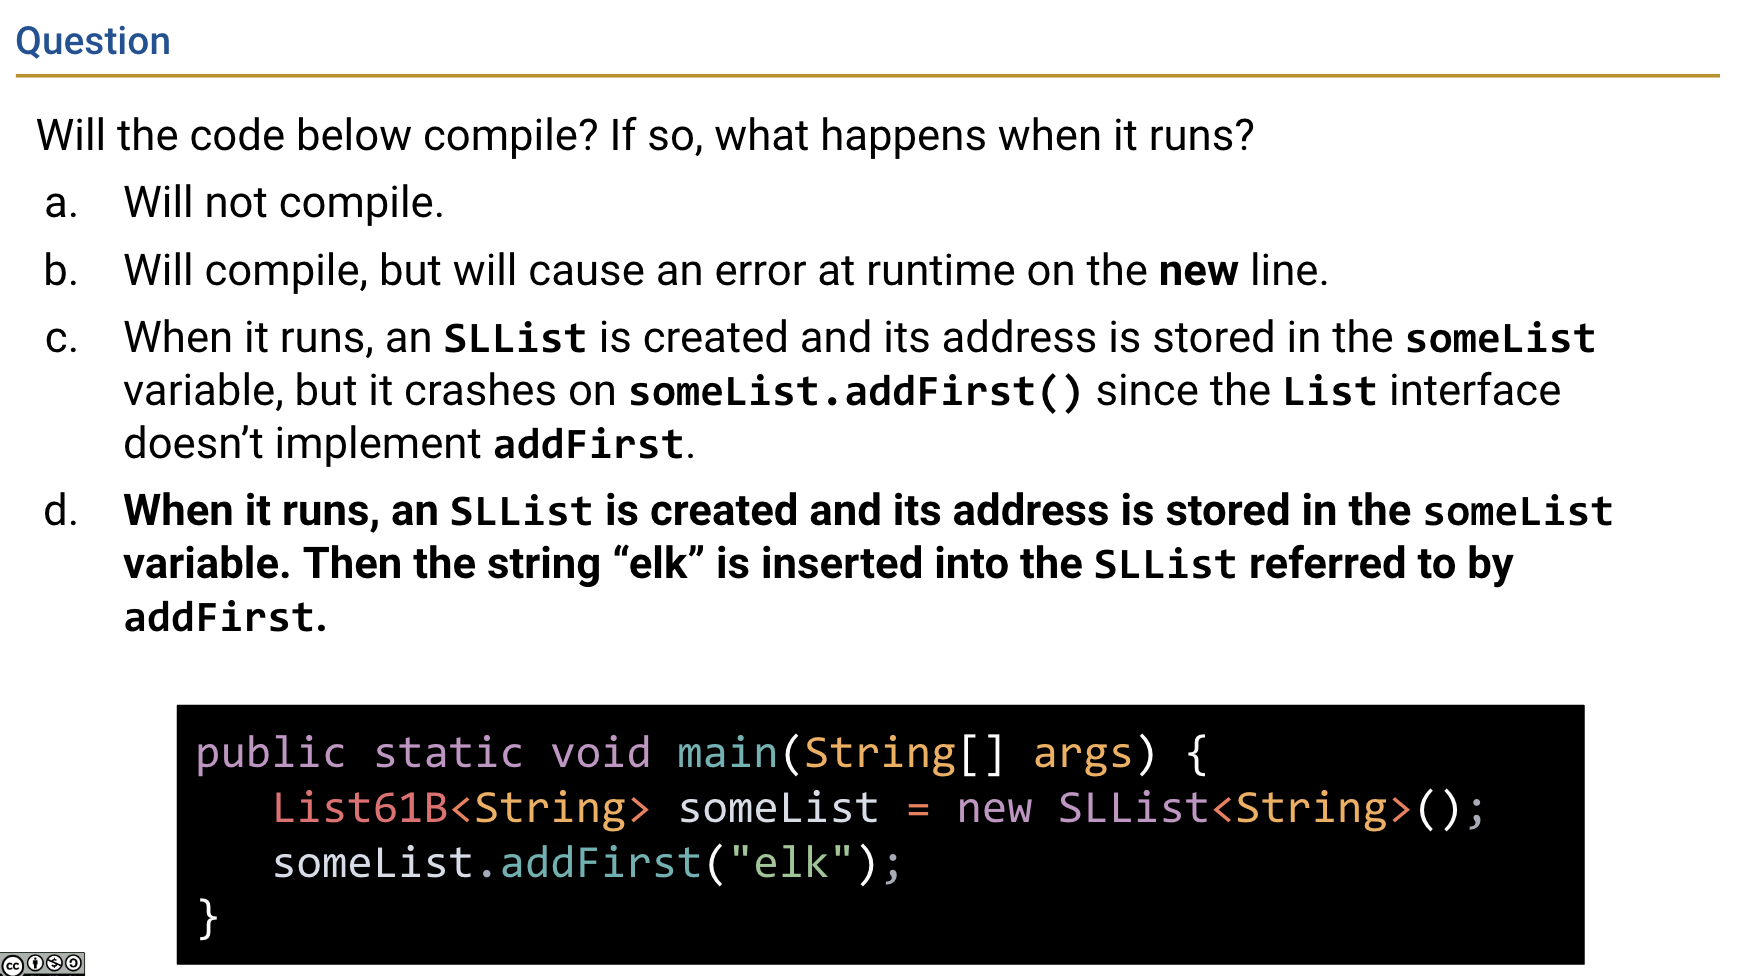 Question
Will the code below compile? If so, what happens when it runs?
a. Will not compile.
b. Will compile, but will cause an error at runtime on the new line.
c. When it runs, an SLList is created and its address is stored in the someList
variable, but it crashes on someList.addFirst() since the List interface
doesn’t implement addFirst.
d. When it runs, an SLList is created and its address is stored in the someList
variable. Then the string “elk” is inserted into the SLList referred to by
addFirst.
public static void main(String[] args) {
   List61B<String> someList = new SLList<String>();
   someList.addFirst("elk");
}
cc